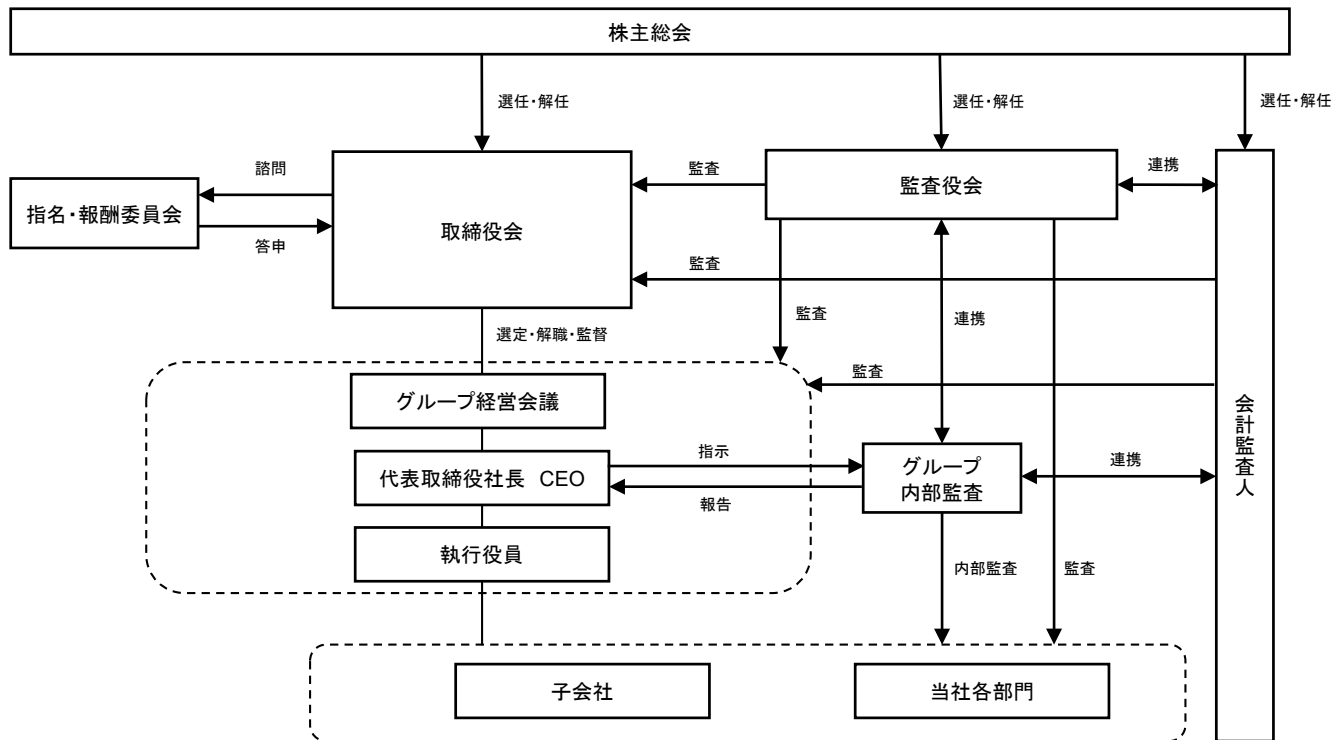 株主総会
選任・解任
選任・解任
選任・解任
諮問
監査
監査役会
連携
指名・報酬委員会
取締役会
答申
監査
監査
連携
選定・解職・監督
監査
グループ経営会議
会計監査人
指示
グループ
内部監査
連携
代表取締役社長 CEO
報告
執行役員
内部監査
監査
子会社
当社各部門